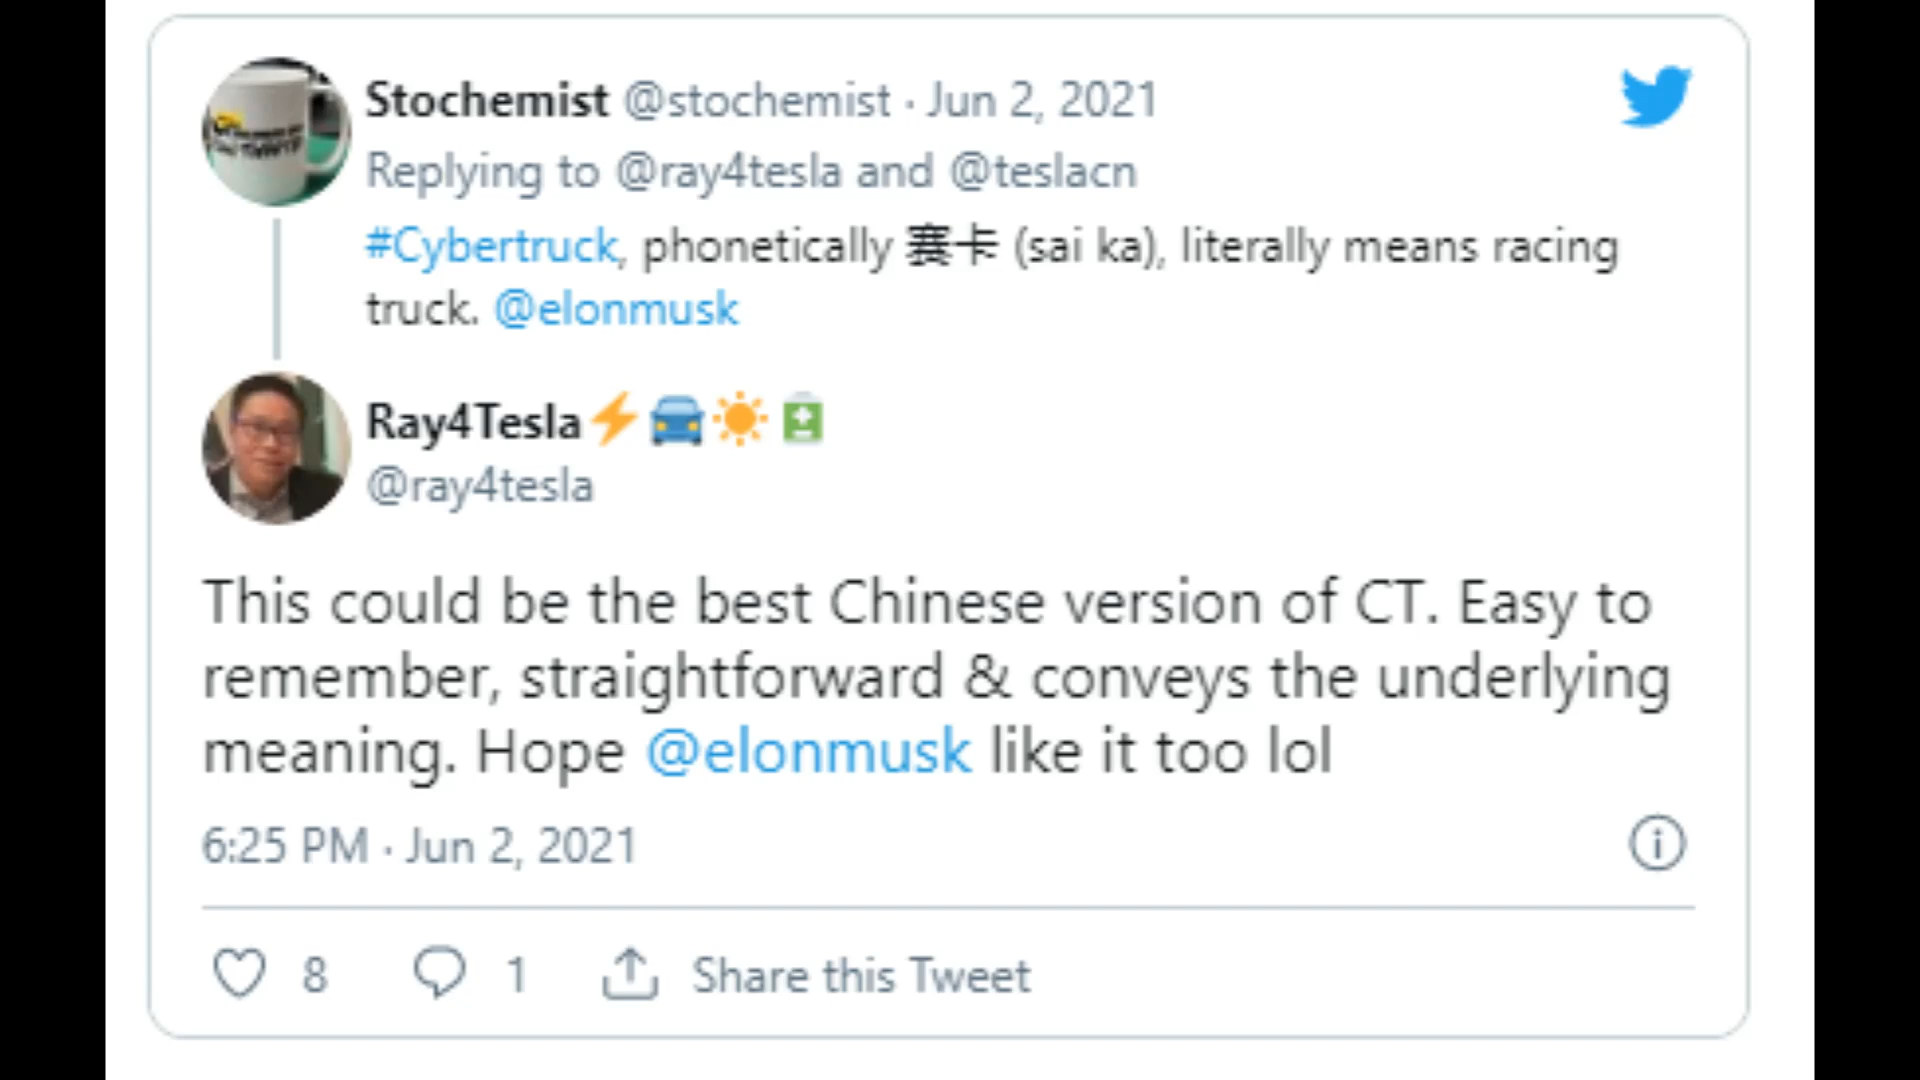 Stochemist @stochemist · Jun 2, 2021
Replying to @ray4tesla and @teslacn
#Cybertruck, phonetically 赛卡 (sai ka), literally means racing
truck. @elonmusk
Ray4Tesla⚡🚘☀🔋
@ray4tesla
This could be the best Chinese version of CT. Easy to
remember, straightforward & conveys the underlying
meaning. Hope @elonmusk like it too lol
6:25 PM · Jun 2, 2021
8 1 Share this Tweet